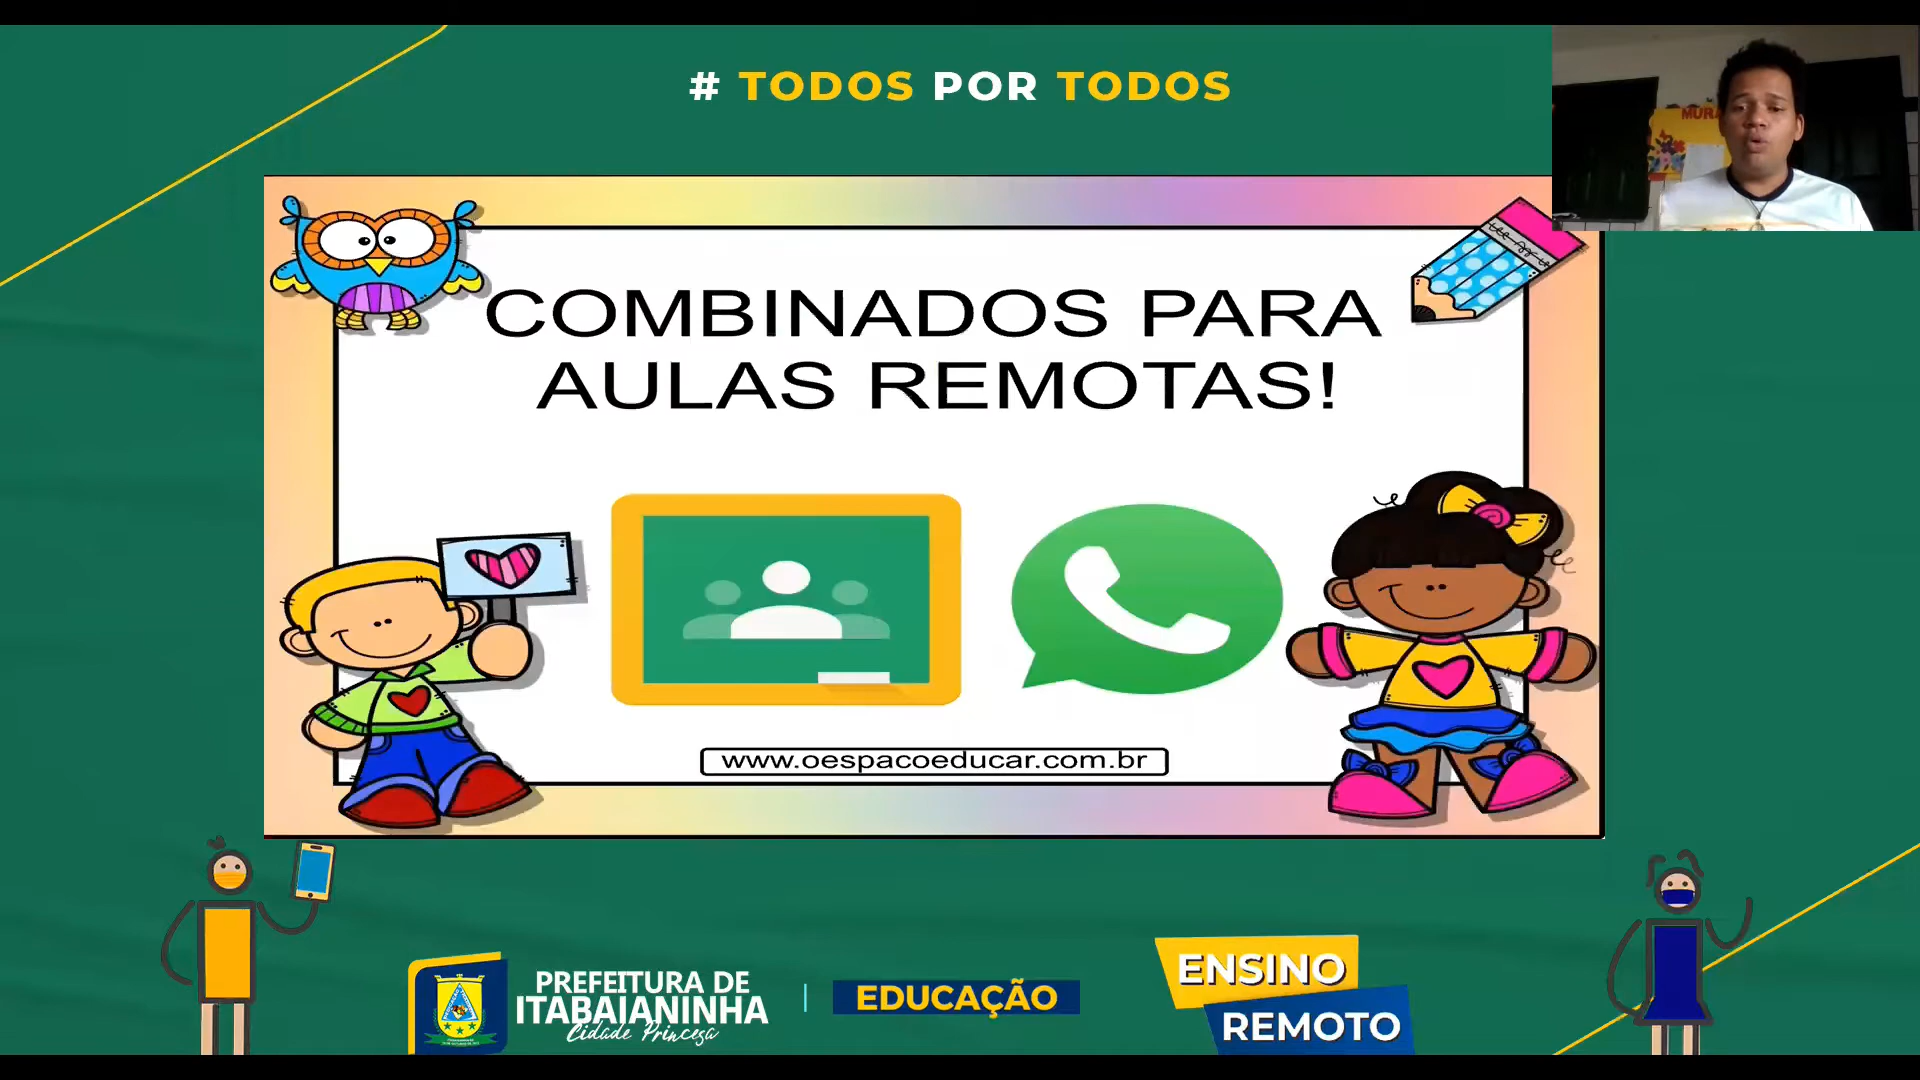 # TODOS POR TODOS
MURA
COMBINADOS PARA
AULAS REMOTAS!
www.oespacoeducar.com.br
PREFEITURA DE
ITABAIANINHA
Cidade Princesa
EDUCAÇÃO
ENSINO
REMOTO